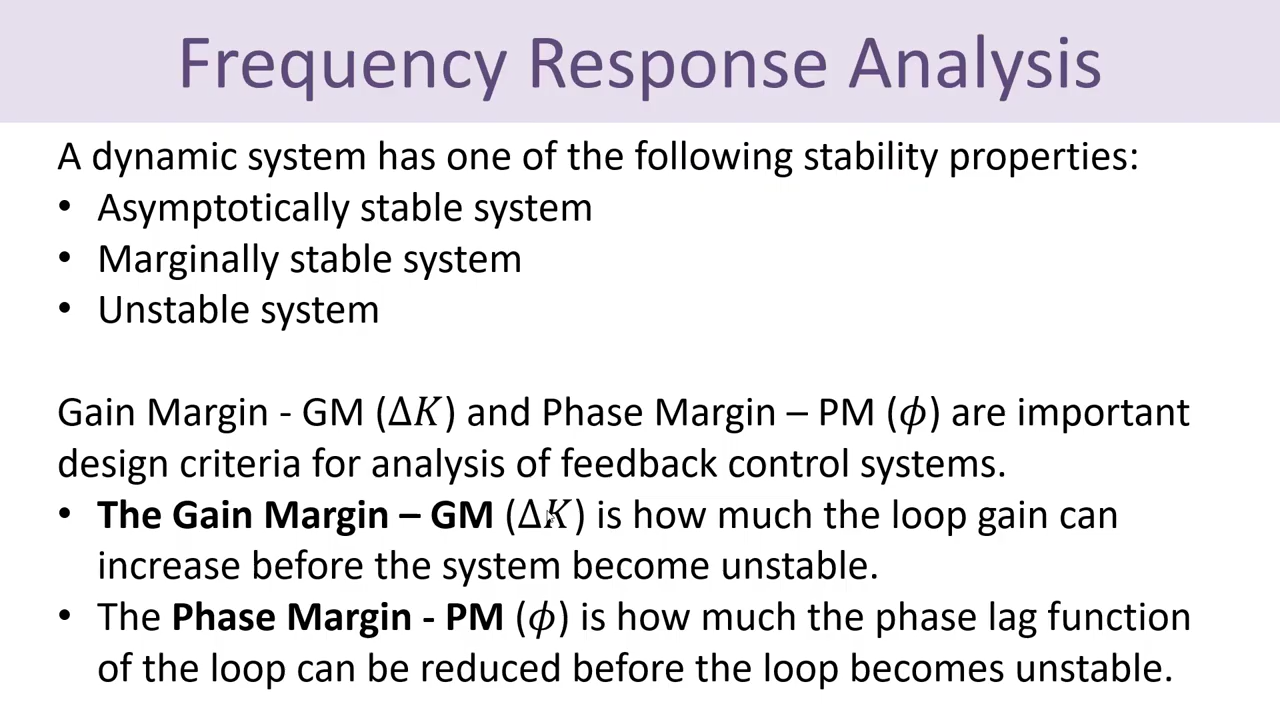 Frequency Response Analysis
A dynamic system has one of the following stability properties:
• Asymptotically stable system
• Marginally stable system
• Unstable system
Gain Margin - GM (Δ𝐾) and Phase Margin – PM (𝜙) are important
design criteria for analysis of feedback control systems.
• The Gain Margin – GM (Δ𝐾) is how much the loop gain can
increase before the system become unstable.
• The Phase Margin - PM (𝜙) is how much the phase lag function
of the loop can be reduced before the loop becomes unstable.